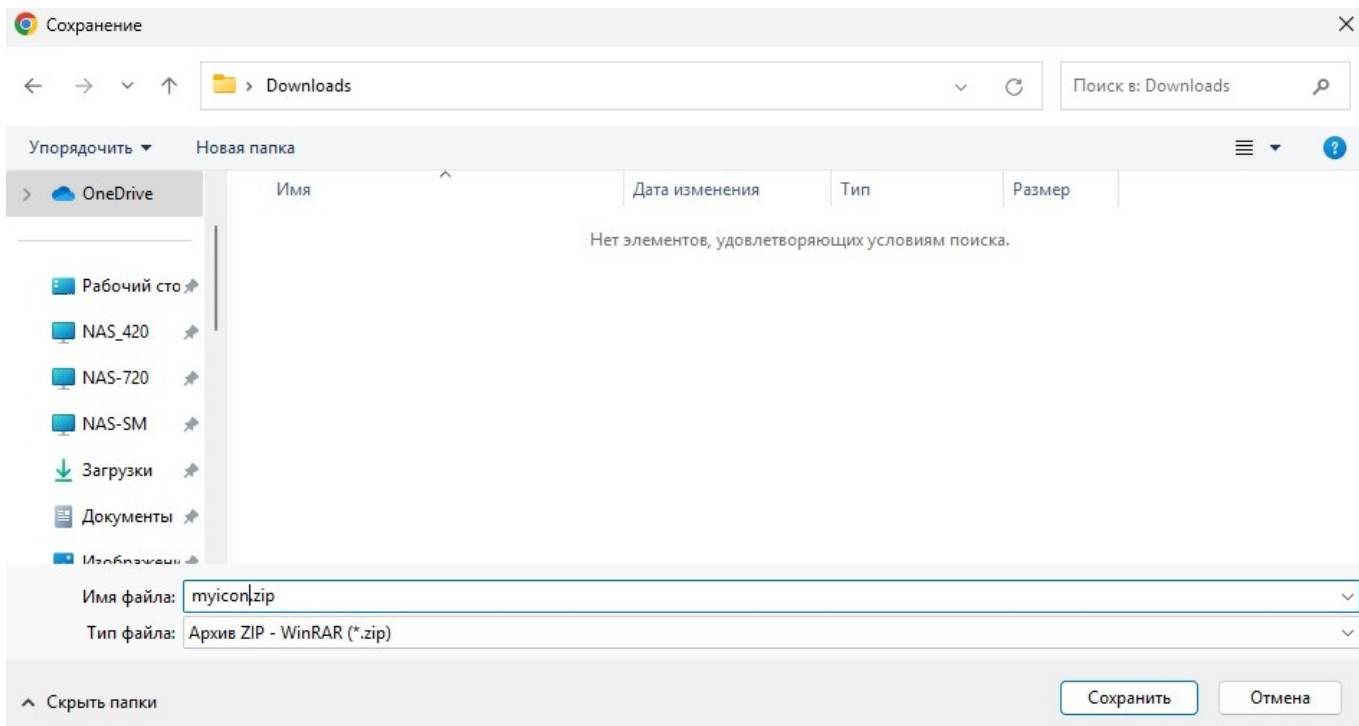 Сохранение
Downloads
Поиск в: Downloads
Упорядочить Новая папка
OneDrive
Имя Дата изменения Тип Размер
Нет элементов, удовлетворяющих условиям поиска.
Рабочий сто
NAS_420
NAS-720
NAS-SM
Загрузки
Документы
Изображени
Имя файла: myicon.zip
Тип файла: Архив ZIP - WinRAR (*.zip)
Скрыть папки Сохранить Отмена